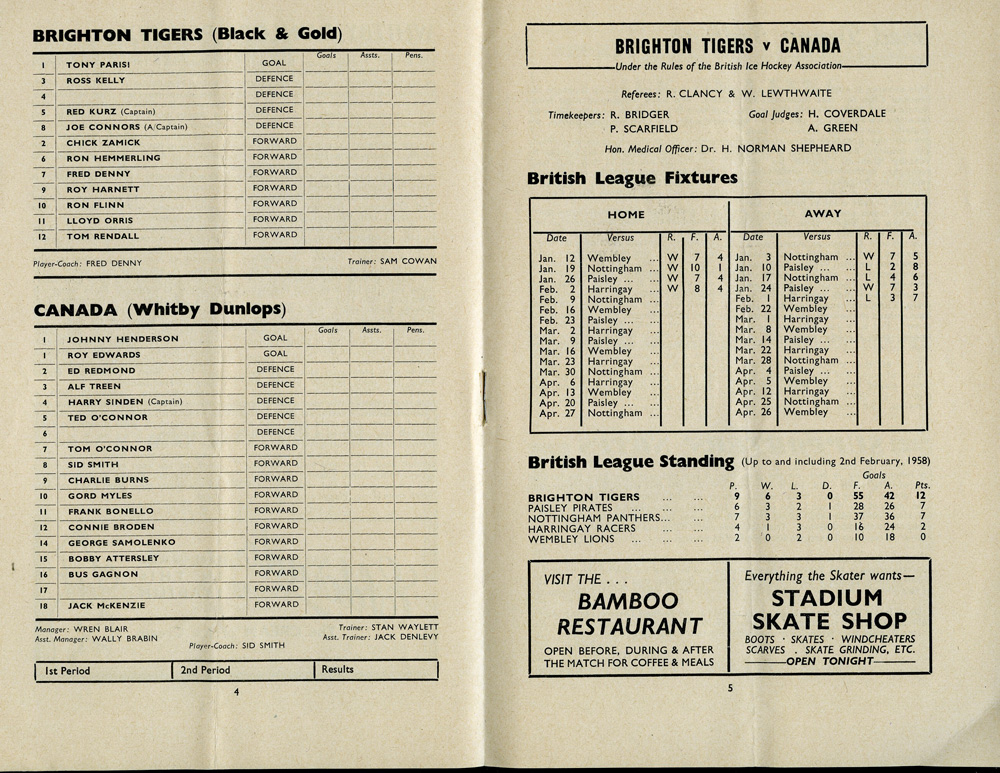 BRIGHTON TIGERS (Black & Gold)
Goals Assts. Pens.
1 TONY PARISI GOAL
3 ROSS KELLY DEFENCE
4 DEFENCE
5 RED KURZ (Captain) DEFENCE
8 JOE CONNORS (A/Captain) DEFENCE
2 CHICK ZAMICK FORWARD
6 RON HEMMERLING FORWARD
7 FRED DENNY FORWARD
9 ROY HARNETT FORWARD
10 RON FLINN FORWARD
11 LLOYD ORRIS FORWARD
12 TOM RENDALL FORWARD
Player-Coach: FRED DENNY Trainer: SAM COWAN
CANADA (Whitby Dunlops)
Goals Assts. Pens.
1 JOHNNY HENDERSON GOAL
1 ROY EDWARDS GOAL
2 ED REDMOND DEFENCE
3 ALF TREEN DEFENCE
4 HARRY SINDEN (Captain) DEFENCE
5 TED O'CONNOR DEFENCE
6 DEFENCE
7 TOM O'CONNOR FORWARD
8 SID SMITH FORWARD
9 CHARLIE BURNS FORWARD
10 GORD MYLES FORWARD
11 FRANK BONELLO FORWARD
12 CONNIE BRODEN FORWARD
14 GEORGE SAMOLENKO FORWARD
15 BOBBY ATTERSLEY FORWARD
16 BUS GAGNON FORWARD
17 FORWARD
18 JACK McKENZIE FORWARD
Manager: WREN BLAIR Trainer: STAN WAYLETT
Asst. Manager: WALLY BRABIN Asst. Trainer: JACK DENLEVY
Player-Coach: SID SMITH
1st Period 2nd Period Results
4
BRIGHTON TIGERS v CANADA
Under the Rules of the British Ice Hockey Association
Referees: R. CLANCY & W. LEWTHWAITE
Timekeepers: R. BRIDGER Goal Judges: H. COVERDALE
P. SCARFIELD A. GREEN
Hon. Medical Officer: Dr. H. NORMAN SHEPHEARD
British League Fixtures
HOME AWAY
Date Versus R. F. A. Date Versus R. F. A.
Jan. 12 Wembley ... W 7 4 Jan. 3 Nottingham ... W 7 5
Jan. 19 Nottingham ... W 10 1 Jan. 10 Paisley ... ... L 2 8
Jan. 26 Paisley ... ... W 7 4 Jan. 17 Nottingham ... L 4 6
Feb. 2 Harringay ... W 8 4 Jan. 24 Paisley ... ... W 7 3
Feb. 9 Nottingham ... Feb. 1 Harringay ... L 3 7
Feb. 16 Wembley ... Feb. 22 Wembley ...
Feb. 23 Paisley ... ... Mar. 1 Harringay ...
Mar. 2 Harringay ... Mar. 8 Wembley ...
Mar. 9 Paisley ... ... Mar. 14 Paisley ... ...
Mar. 16 Wembley ... Mar. 22 Harringay ...
Mar. 23 Harringay ... Mar. 28 Nottingham ...
Mar. 30 Nottingham ... Apr. 4 Paisley ... ...
Apr. 6 Harringay ... Apr. 5 Wembley ...
Apr. 13 Wembley ... Apr. 12 Harringay ...
Apr. 20 Paisley ... ... Apr. 25 Nottingham ...
Apr. 27 Nottingham ... Apr. 26 Wembley ...
British League Standing (Up to and including 2nd February, 1958)
Goals
P. W. L. D. F. A. Pts.
BRIGHTON TIGERS ... ... 9 6 3 0 55 42 12
PAISLEY PIRATES ... ... ... 6 3 2 1 28 26 7
NOTTINGHAM PANTHERS... ... 7 3 3 1 37 36 7
HARRINGAY RACERS ... ... 4 1 3 0 16 24 2
WEMBLEY LIONS ... ... ... 2 0 2 0 10 18 0
VISIT THE . . .
BAMBOO
RESTAURANT
OPEN BEFORE, DURING & AFTER
THE MATCH FOR COFFEE & MEALS
Everything the Skater wants—
STADIUM
SKATE SHOP
BOOTS · SKATES · WINDCHEATERS
SCARVES . SKATE GRINDING, ETC.
OPEN TONIGHT
5